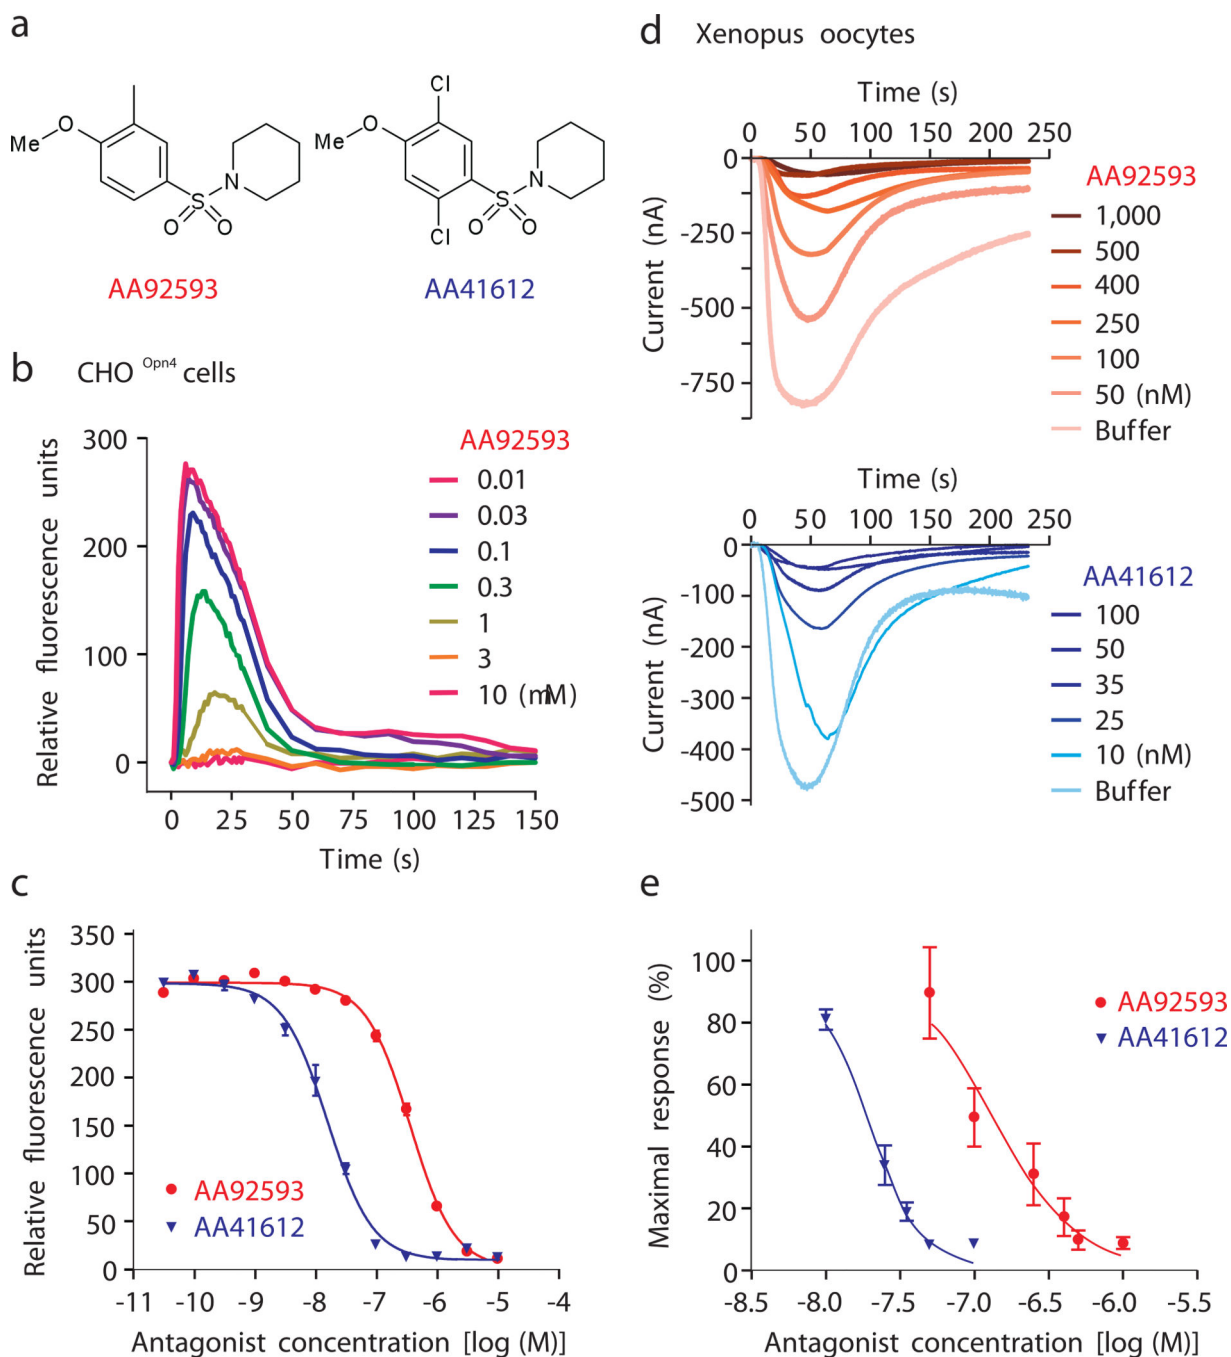 a
Me
O
S
O O
N
AA92593
Me
O
Cl
Cl
S
O O
N
AA41612
b CHO Opn4 cells
Relative fluorescence units
300
200
100
0
0 25 50 75 100 125 150
Time (s)
AA92593
0.01
0.03
0.1
0.3
1
3
10 (mM)
c
Relative fluorescence units
350
300
250
200
150
100
50
0
AA92593
AA41612
-11 -10 -9 -8 -7 -6 -5 -4
Antagonist concentration [log (M)]
d Xenopus oocytes
Time (s)
0 50 100 150 200 250
Current (nA)
0
-250
-500
-750
AA92593
1,000
500
400
250
100
50 (nM)
Buffer
Time (s)
0 50 100 150 200 250
Current (nA)
0
-100
-200
-300
-400
-500
AA41612
100
50
35
25
10 (nM)
Buffer
e
Maximal response (%)
100
80
60
40
20
0
AA92593
AA41612
-8.5 -8.0 -7.5 -7.0 -6.5 -6.0 -5.5
Antagonist concentration [log (M)]